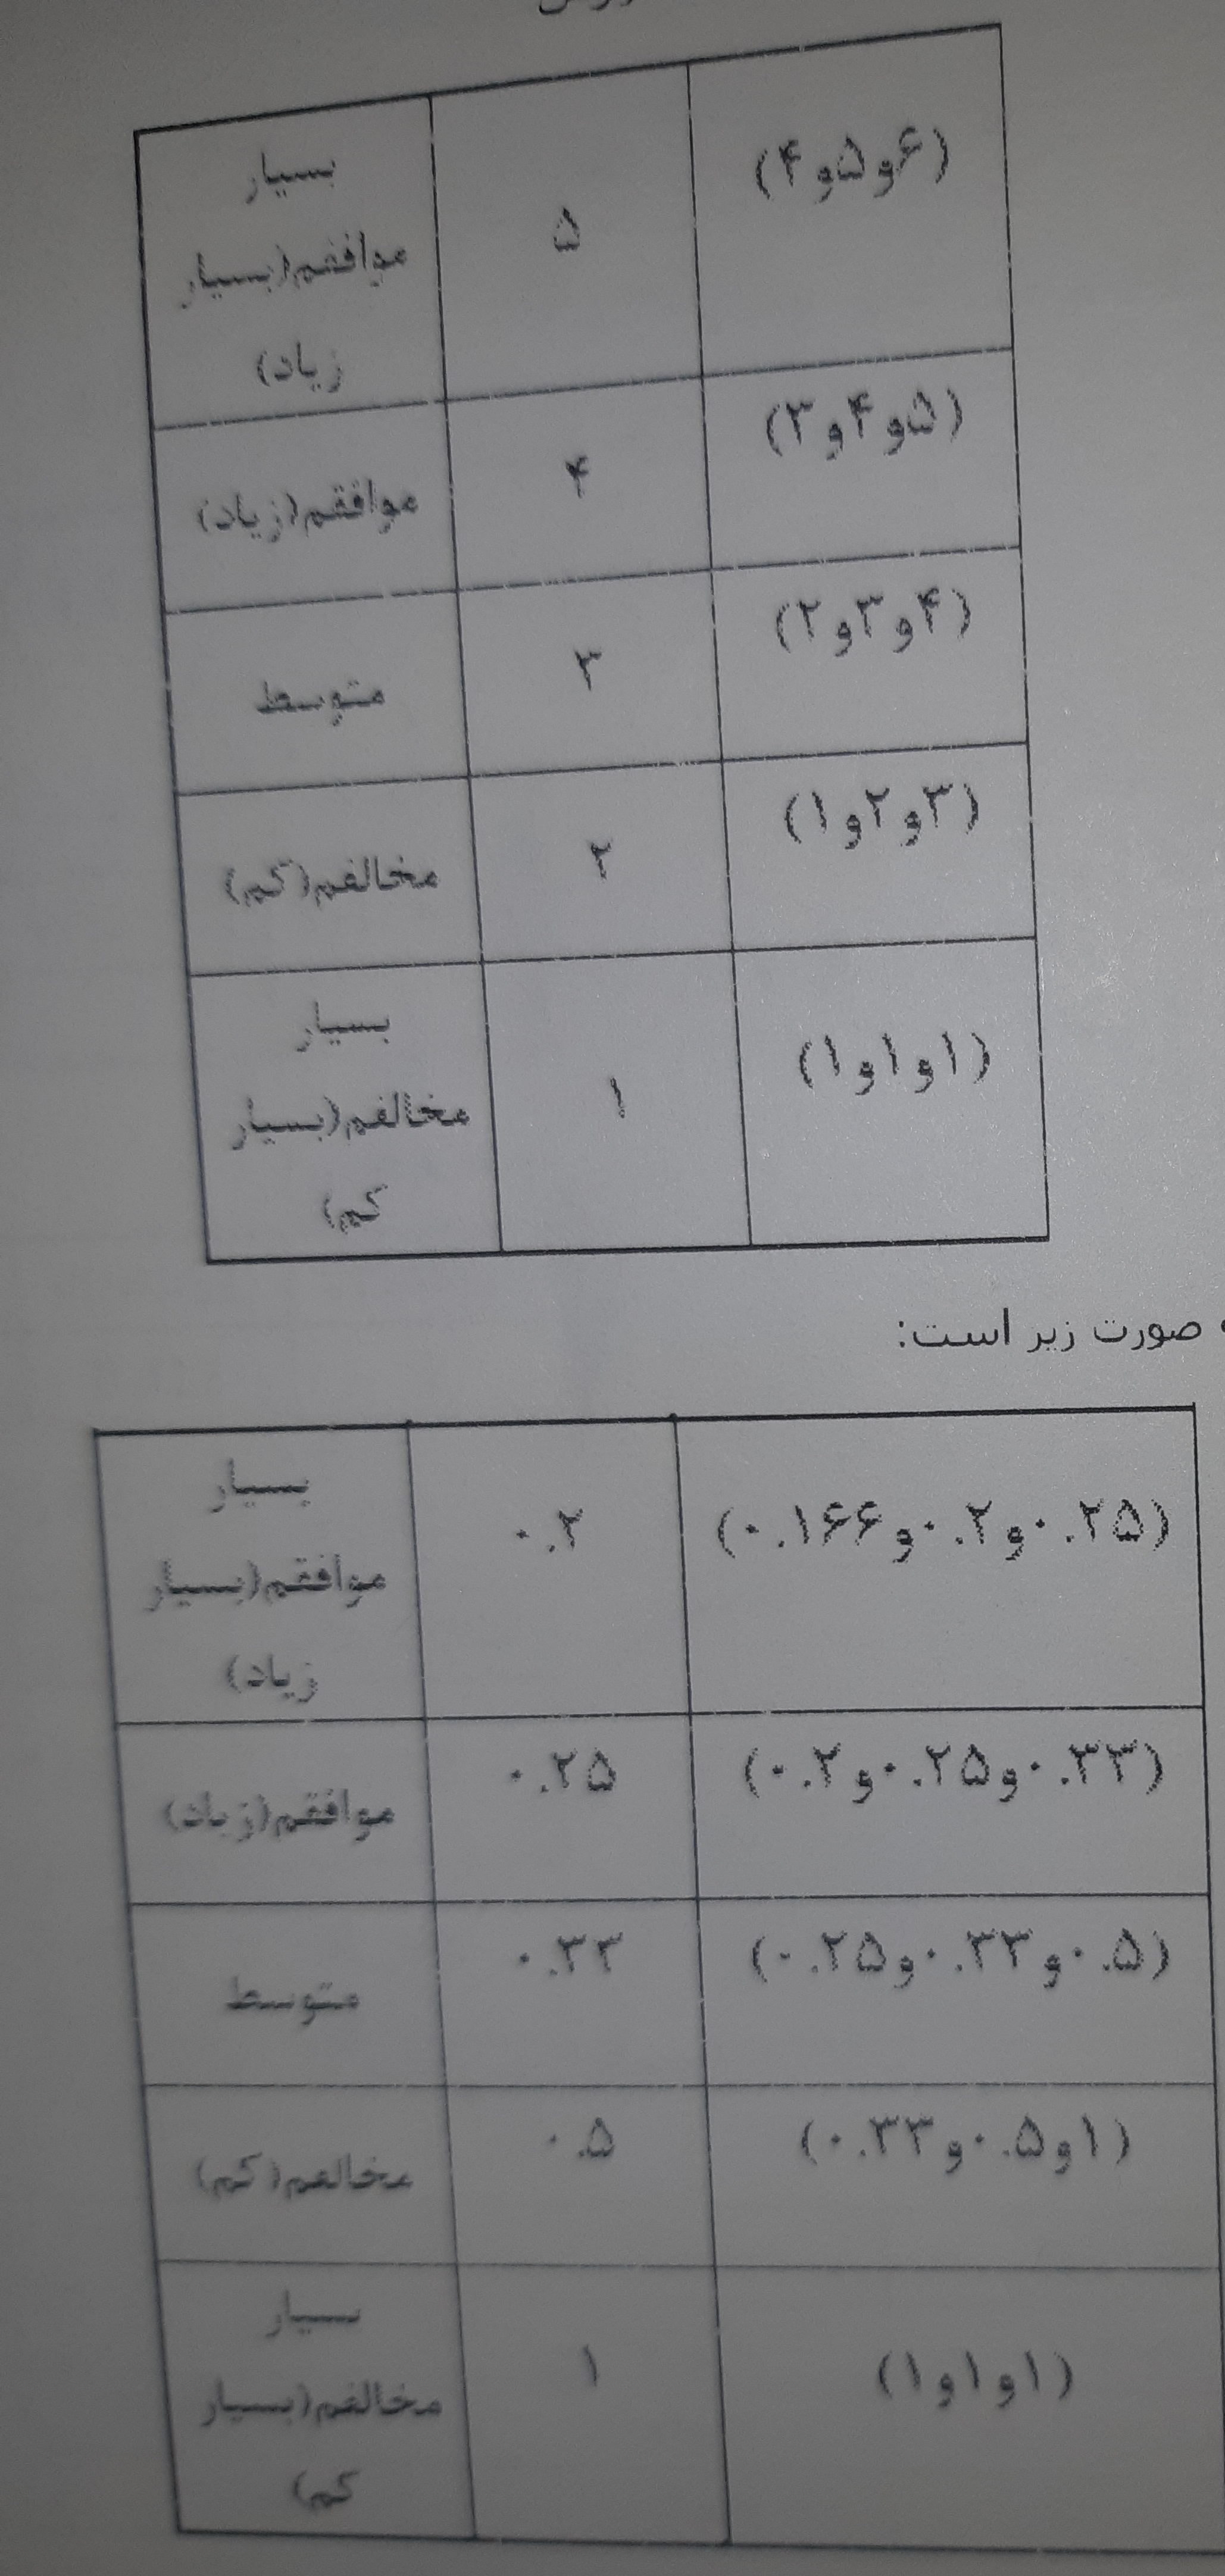 (۶و۵و۴)
۵
بسیار
موافقم(بسیار
زیاد)
(۵و۴و۳)
۴
موافقم(زیاد)
(۴و۳و۲)
۳
متوسط
(۳و۲و۱)
۲
مخالفم(کم)
(۱و۱و۱)
۱
بسیار
مخالفم(بسیار
کم)
صورت زیر است:
(۰.۲۵و۰.۲و۰.۱۶۶)
۰.۲
بسیار
موافقم(بسیار
زیاد)
(۰.۳۳و۰.۲۵و۰.۲)
۰.۲۵
موافقم(زیاد)
(۰.۵و۰.۳۳و۰.۲۵)
۰.۳۳
متوسط
(۱و۰.۵و۰.۳۳)
۰.۵
مخالفم(کم)
(۱و۱و۱)
۱
بسیار
مخالفم(بسیار
کم)